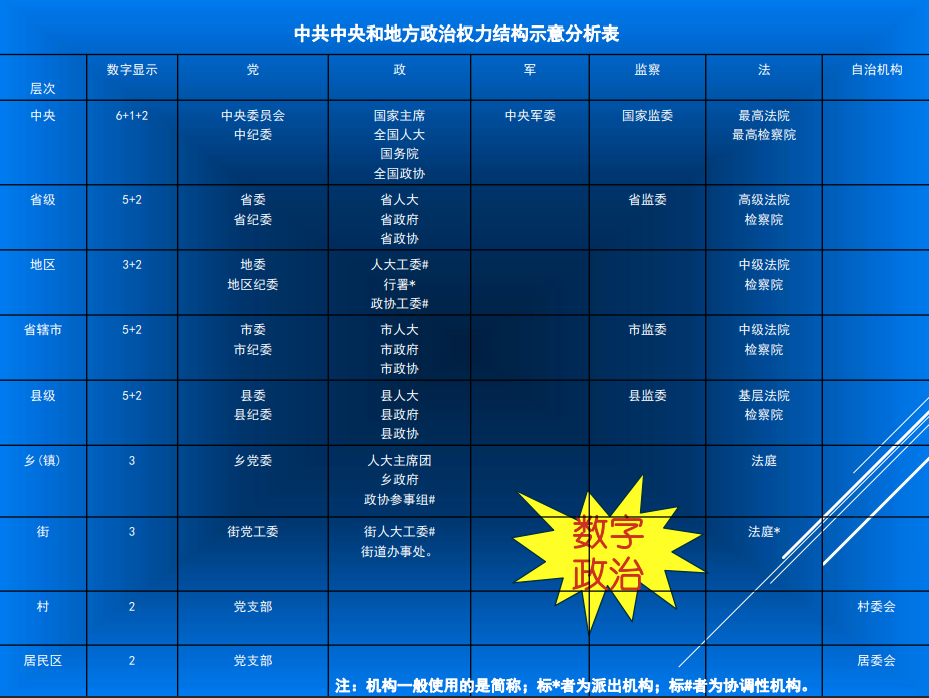 中共中央和地方政治权力结构示意分析表
层次 数字显示 党 政 军 监察 法 自治机构
中央 6+1+2 中央委员会 国家主席 中央军委 国家监委 最高法院
中纪委 全国人大 最高检察院
国务院
全国政协
省级 5+2 省委 省人大 省监委 高级法院
省纪委 省政府 检察院
省政协
地区 3+2 地委 人大工委# 中级法院
地区纪委 行署* 检察院
政协工委#
省辖市 5+2 市委 市人大 市监委 中级法院
市纪委 市政府 检察院
市政协
县级 5+2 县委 县人大 县监委 基层法院
县纪委 县政府 检察院
县政协
乡(镇) 3 乡党委 人大主席团 法庭
乡政府
政协参事组#
街 3 街党工委 街人大工委# 法庭*
街道办事处。
数字
政治
村 2 党支部 村委会
居民区 2 党支部 居委会
注：机构一般使用的是简称；标*者为派出机构；标#者为协调性机构。